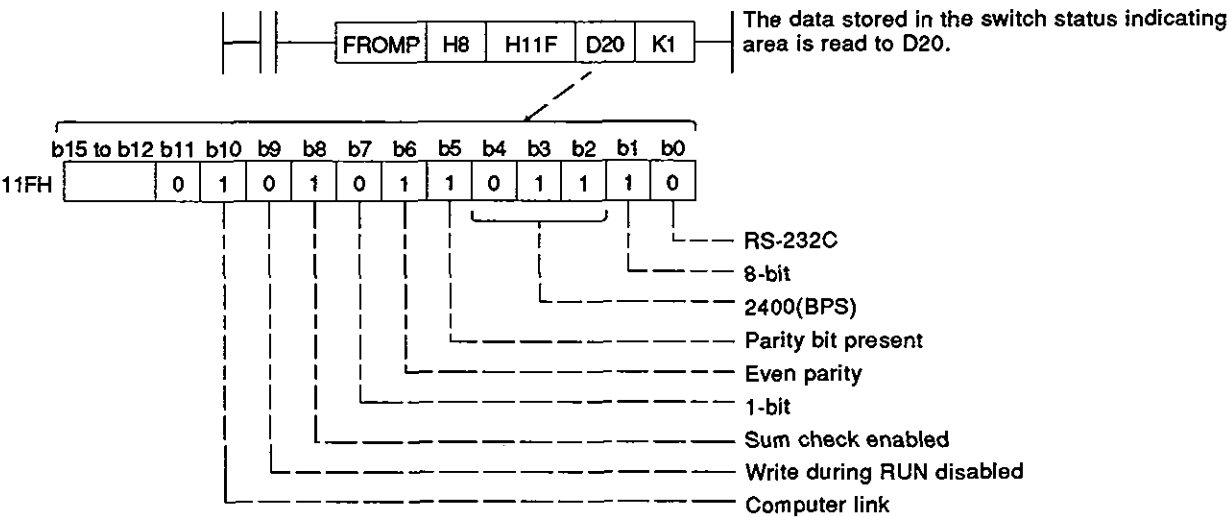 FROMP H8 H11F D20 K1
The data stored in the switch status indicating
area is read to D20.
b15 to b12 b11 b10 b9 b8 b7 b6 b5 b4 b3 b2 b1 b0
11FH 0 1 0 1 0 1 1 0 1 1 1 0
RS-232C
8-bit
2400(BPS)
Parity bit present
Even parity
1-bit
Sum check enabled
Write during RUN disabled
Computer link